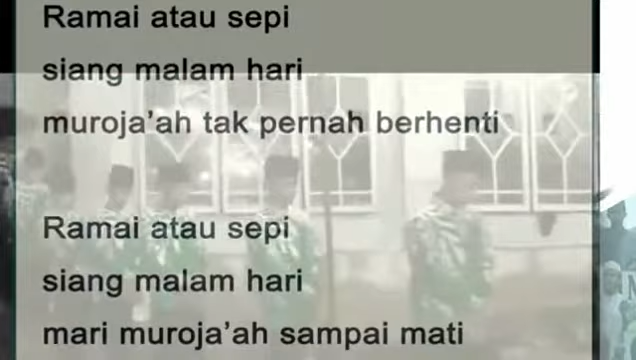 Ramai atau sepi
siang malam hari
muroja'ah tak pernah berhenti
Ramai atau sepi
siang malam hari
mari muroja'ah sampai mati